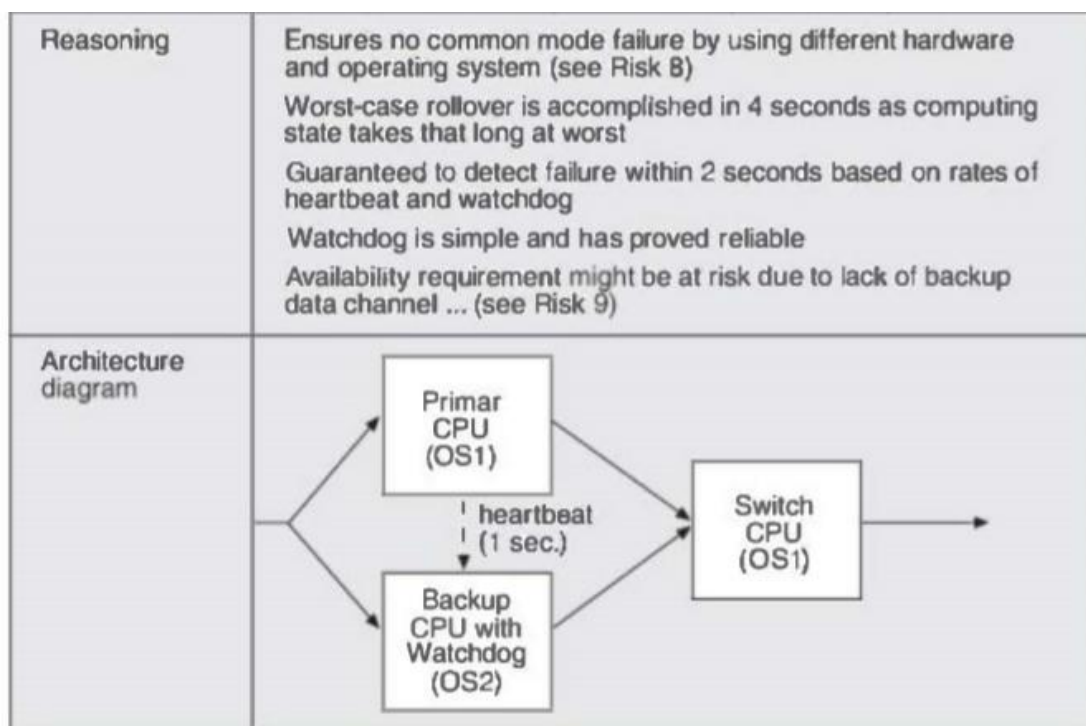 Reasoning
Ensures no common mode failure by using different hardware
and operating system (see Risk 8)
Worst-case rollover is accomplished in 4 seconds as computing
state takes that long at worst
Guaranteed to detect failure within 2 seconds based on rates of
heartbeat and watchdog
Watchdog is simple and has proved reliable
Availability requirement might be at risk due to lack of backup
data channel ... (see Risk 9)
Architecture
diagram
Primar
CPU
(OS1)
heartbeat
(1 sec.)
Backup
CPU with
Watchdog
(OS2)
Switch
CPU
(OS1)